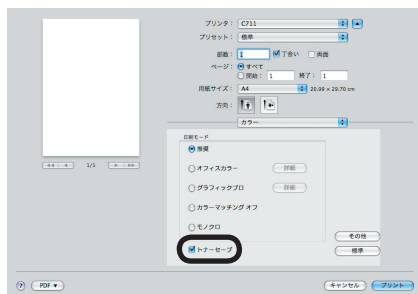 プリンタ： C711
プリセット： 標準
部数： 1 丁合い 両面
ページ： すべて
開始： 1 終了： 1
用紙サイズ： A4 20.99 x 29.70 cm
方向：
カラー
印刷モード
推奨
オフィスカラー 詳細
グラフィックプロ 詳細
カラーマッチング オフ
モノクロ
トナーセーブ
その他
標準
1/1
? PDF▼ キャンセル プリント